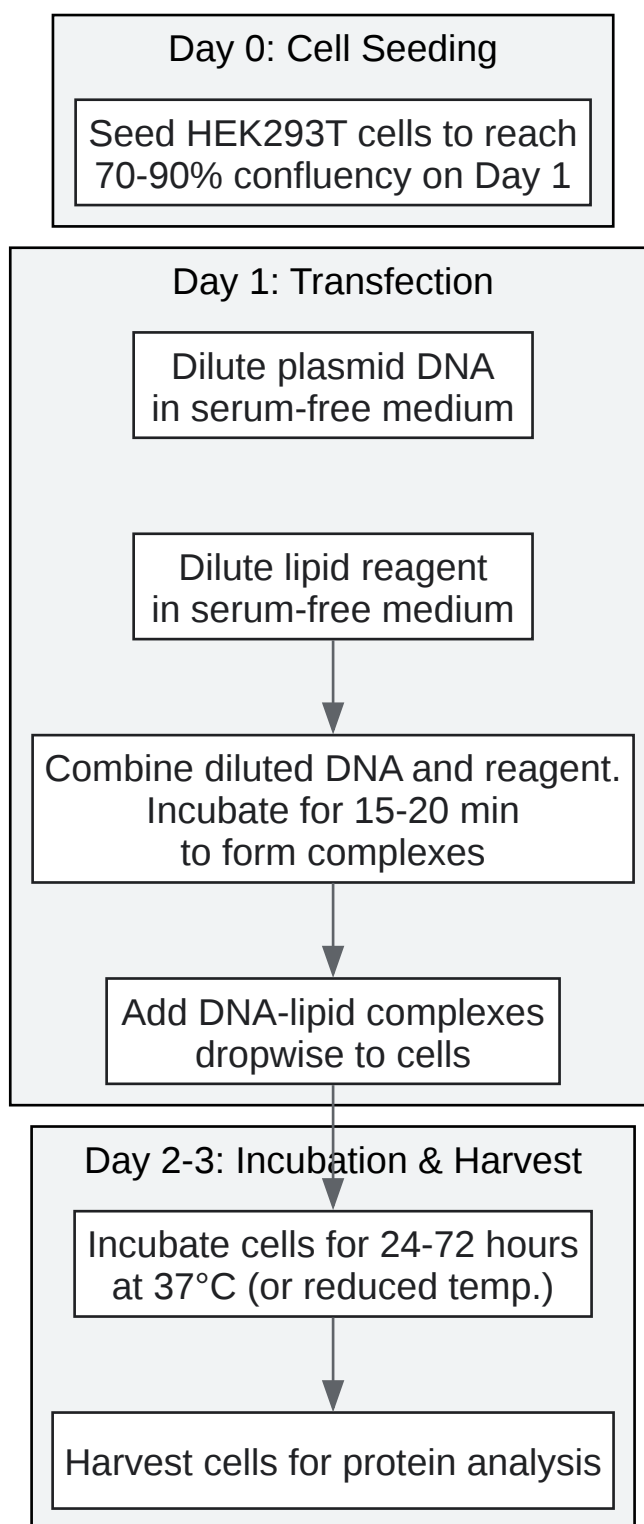 Day 0: Cell Seeding
Seed HEK293T cells to reach
70-90% confluency on Day 1
Day 1: Transfection
Dilute plasmid DNA
in serum-free medium
Dilute lipid reagent
in serum-free medium
Combine diluted DNA and reagent.
Incubate for 15-20 min
to form complexes
Add DNA-lipid complexes
dropwise to cells
Day 2-3: Incubation & Harvest
Incubate cells for 24-72 hours
at 37°C (or reduced temp.)
Harvest cells for protein analysis